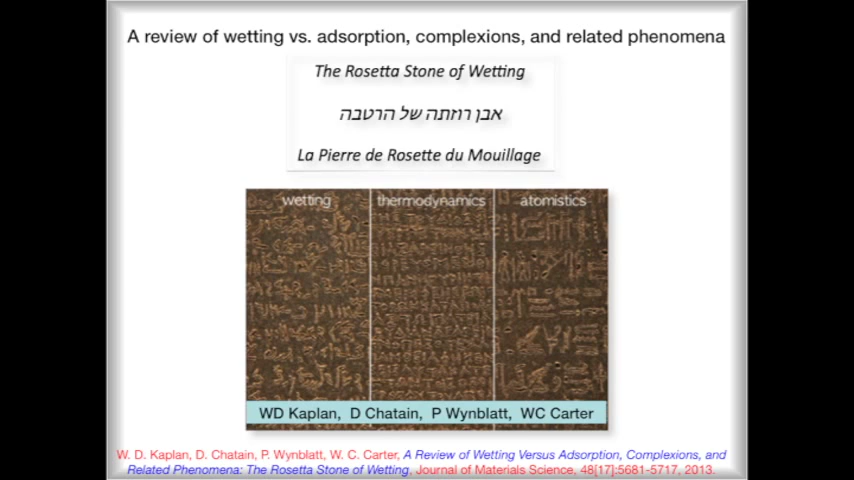 A review of wetting vs. adsorption, complexions, and related phenomena
The Rosetta Stone of Wetting
אבן רוזתה של הרטבה
La Pierre de Rosette du Mouillage
wetting
thermodynamics
atomistics
WD Kaplan, D Chatain, P Wynblatt, WC Carter
W. D. Kaplan, D. Chatain, P. Wynblatt, W. C. Carter, A Review of Wetting Versus Adsorption, Complexions, and
Related Phenomena: The Rosetta Stone of Wetting, Journal of Materials Science, 48[17];5681-5717, 2013.